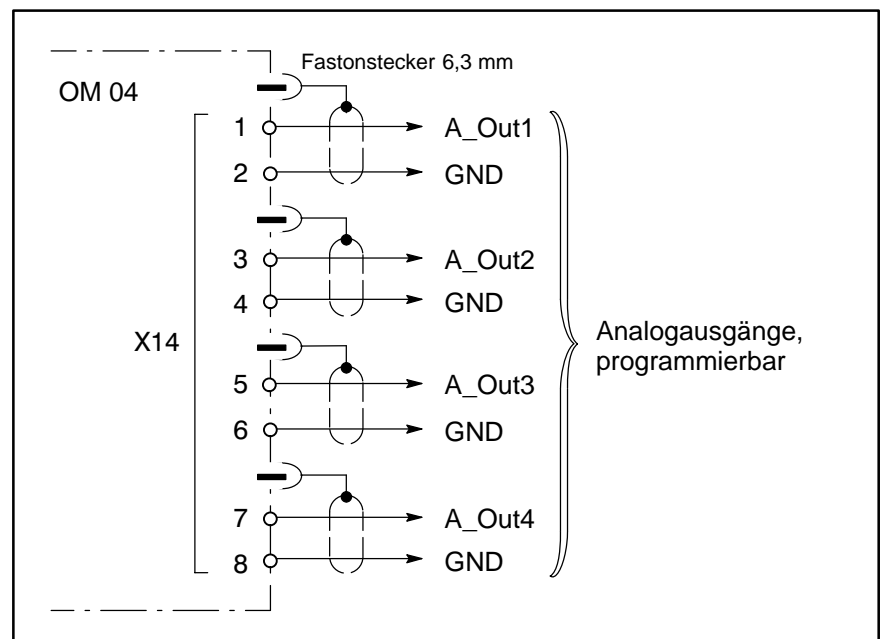 Fastonstecker 6,3 mm
OM 04
1 A_Out1
2 GND
3 A_Out2
4 GND
X14
Analogausgänge,
programmierbar
5 A_Out3
6 GND
7 A_Out4
8 GND